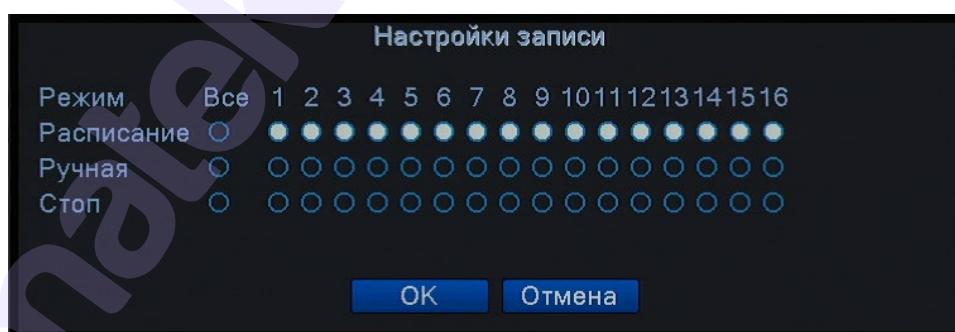 Настройки записи
Режим Все 1 2 3 4 5 6 7 8 9 10 11 12 13 14 15 16
Расписание
Ручная
Стоп
OK Отмена